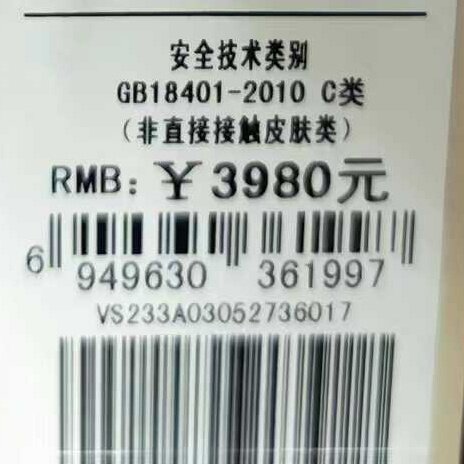 安全技术类别
GB18401-2010 C类
(非直接接触皮肤类)
RMB: ¥ 3980元
6 949630 361997
VS233A03052736017